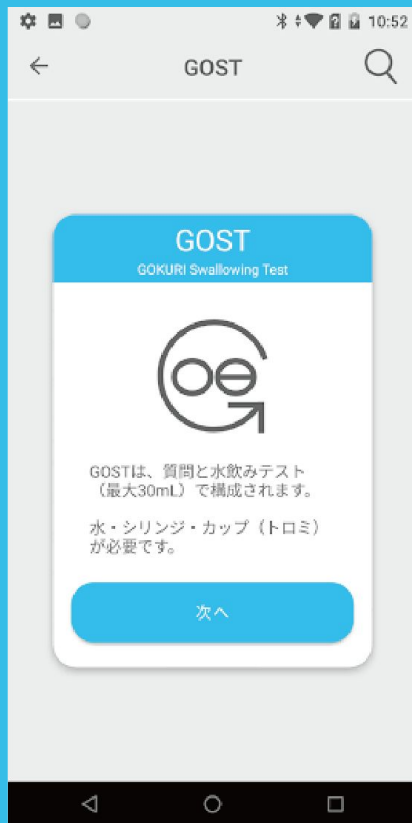 10:52
GOST
GOST
GOKURI Swallowing Test
GOSTは、質問と水飲みテスト
（最大30mL）で構成されます。
水・シリンジ・カップ（トロミ）
が必要です。
次へ